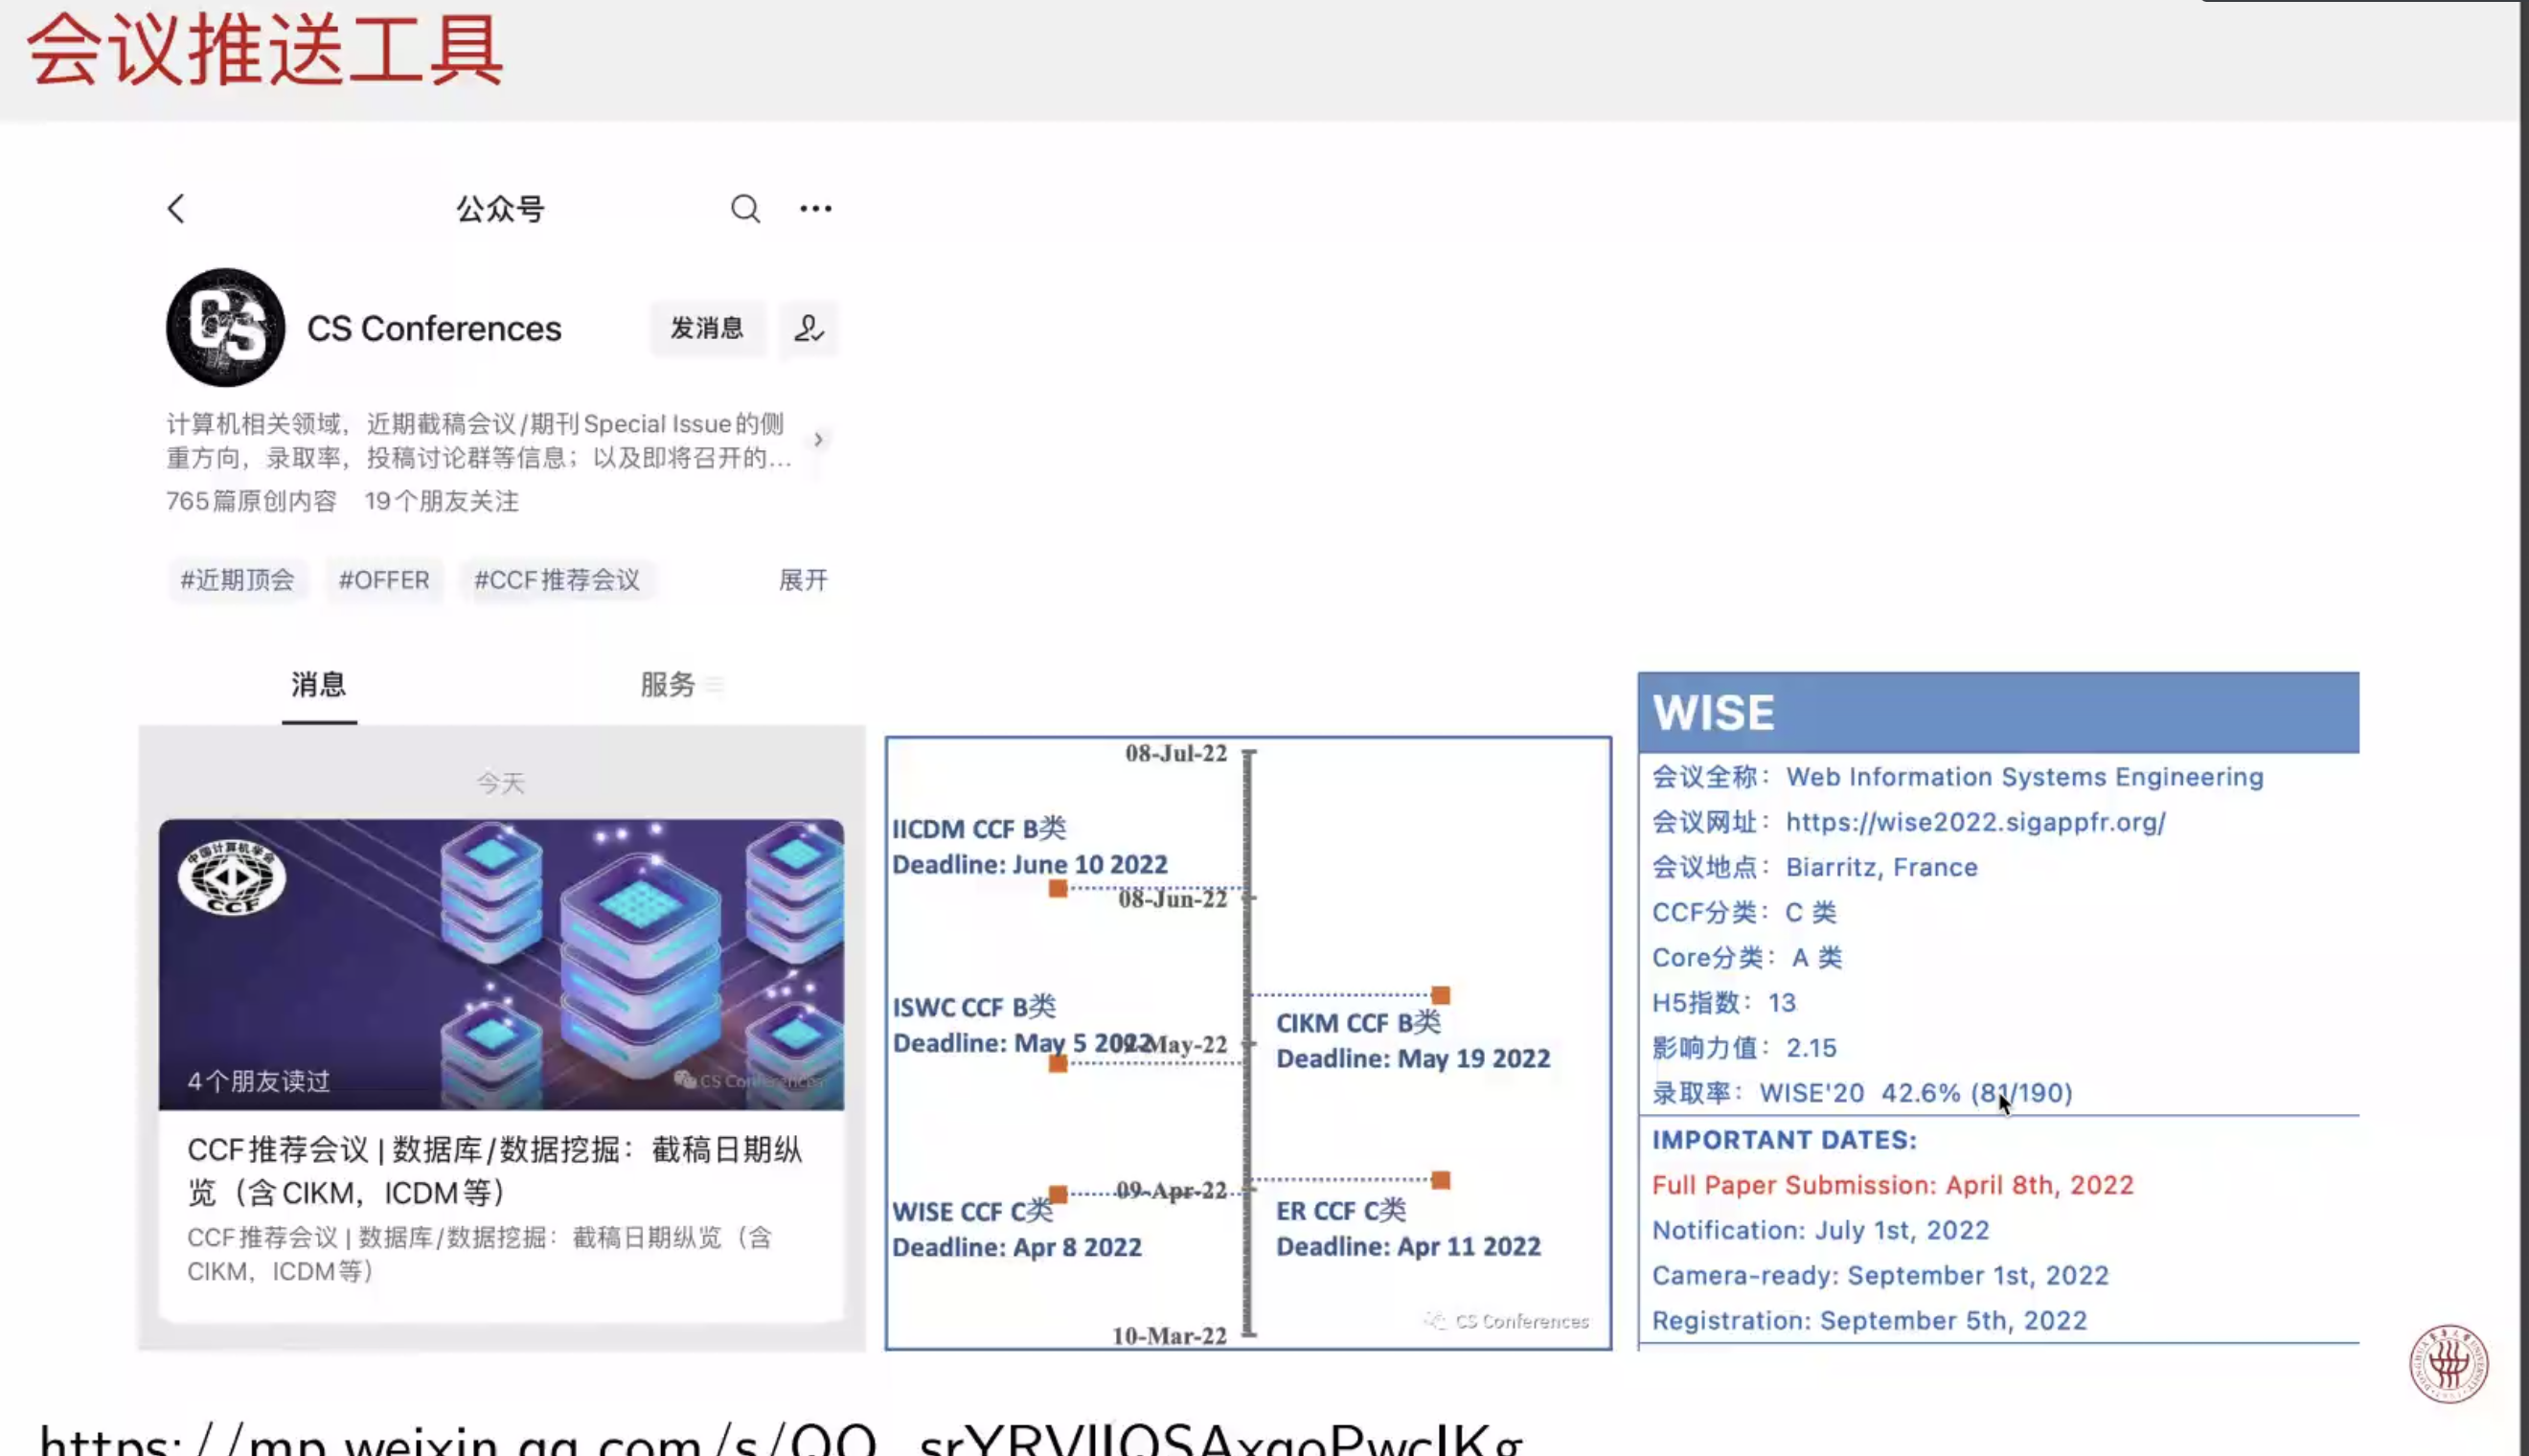 会议推送工具
公众号
CS Conferences
发消息
计算机相关领域，近期截稿会议/期刊Special Issue的侧
重方向，录取率，投稿讨论群等信息；以及即将召开的...
765篇原创内容 19个朋友关注
#近期顶会 #OFFER #CCF推荐会议 展开
消息 服务
今天
中国计算机学会
CCF
4个朋友读过
CS Conferences
CCF推荐会议 | 数据库/数据挖掘：截稿日期纵
览（含CIKM，ICDM等）
CCF推荐会议 | 数据库/数据挖掘：截稿日期纵览（含
CIKM，ICDM等）
08-Jul-22
IICDM CCF B类
Deadline: June 10 2022
08-Jun-22
ISWC CCF B类
Deadline: May 5 2022
09-May-22
CIKM CCF B类
Deadline: May 19 2022
09-Apr-22
WISE CCF C类
Deadline: Apr 8 2022
ER CCF C类
Deadline: Apr 11 2022
10-Mar-22
CS Conferences
WISE
会议全称：Web Information Systems Engineering
会议网址：https://wise2022.sigappfr.org/
会议地点：Biarritz, France
CCF分类：C 类
Core分类：A 类
H5指数：13
影响力值：2.15
录取率：WISE'20 42.6% (81/190)
IMPORTANT DATES:
Full Paper Submission: April 8th, 2022
Notification: July 1st, 2022
Camera-ready: September 1st, 2022
Registration: September 5th, 2022